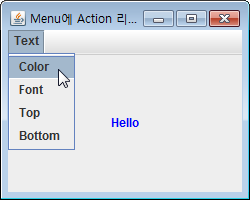 Menu에 Action 리...
Text
Color
Font
Top
Bottom
Hello